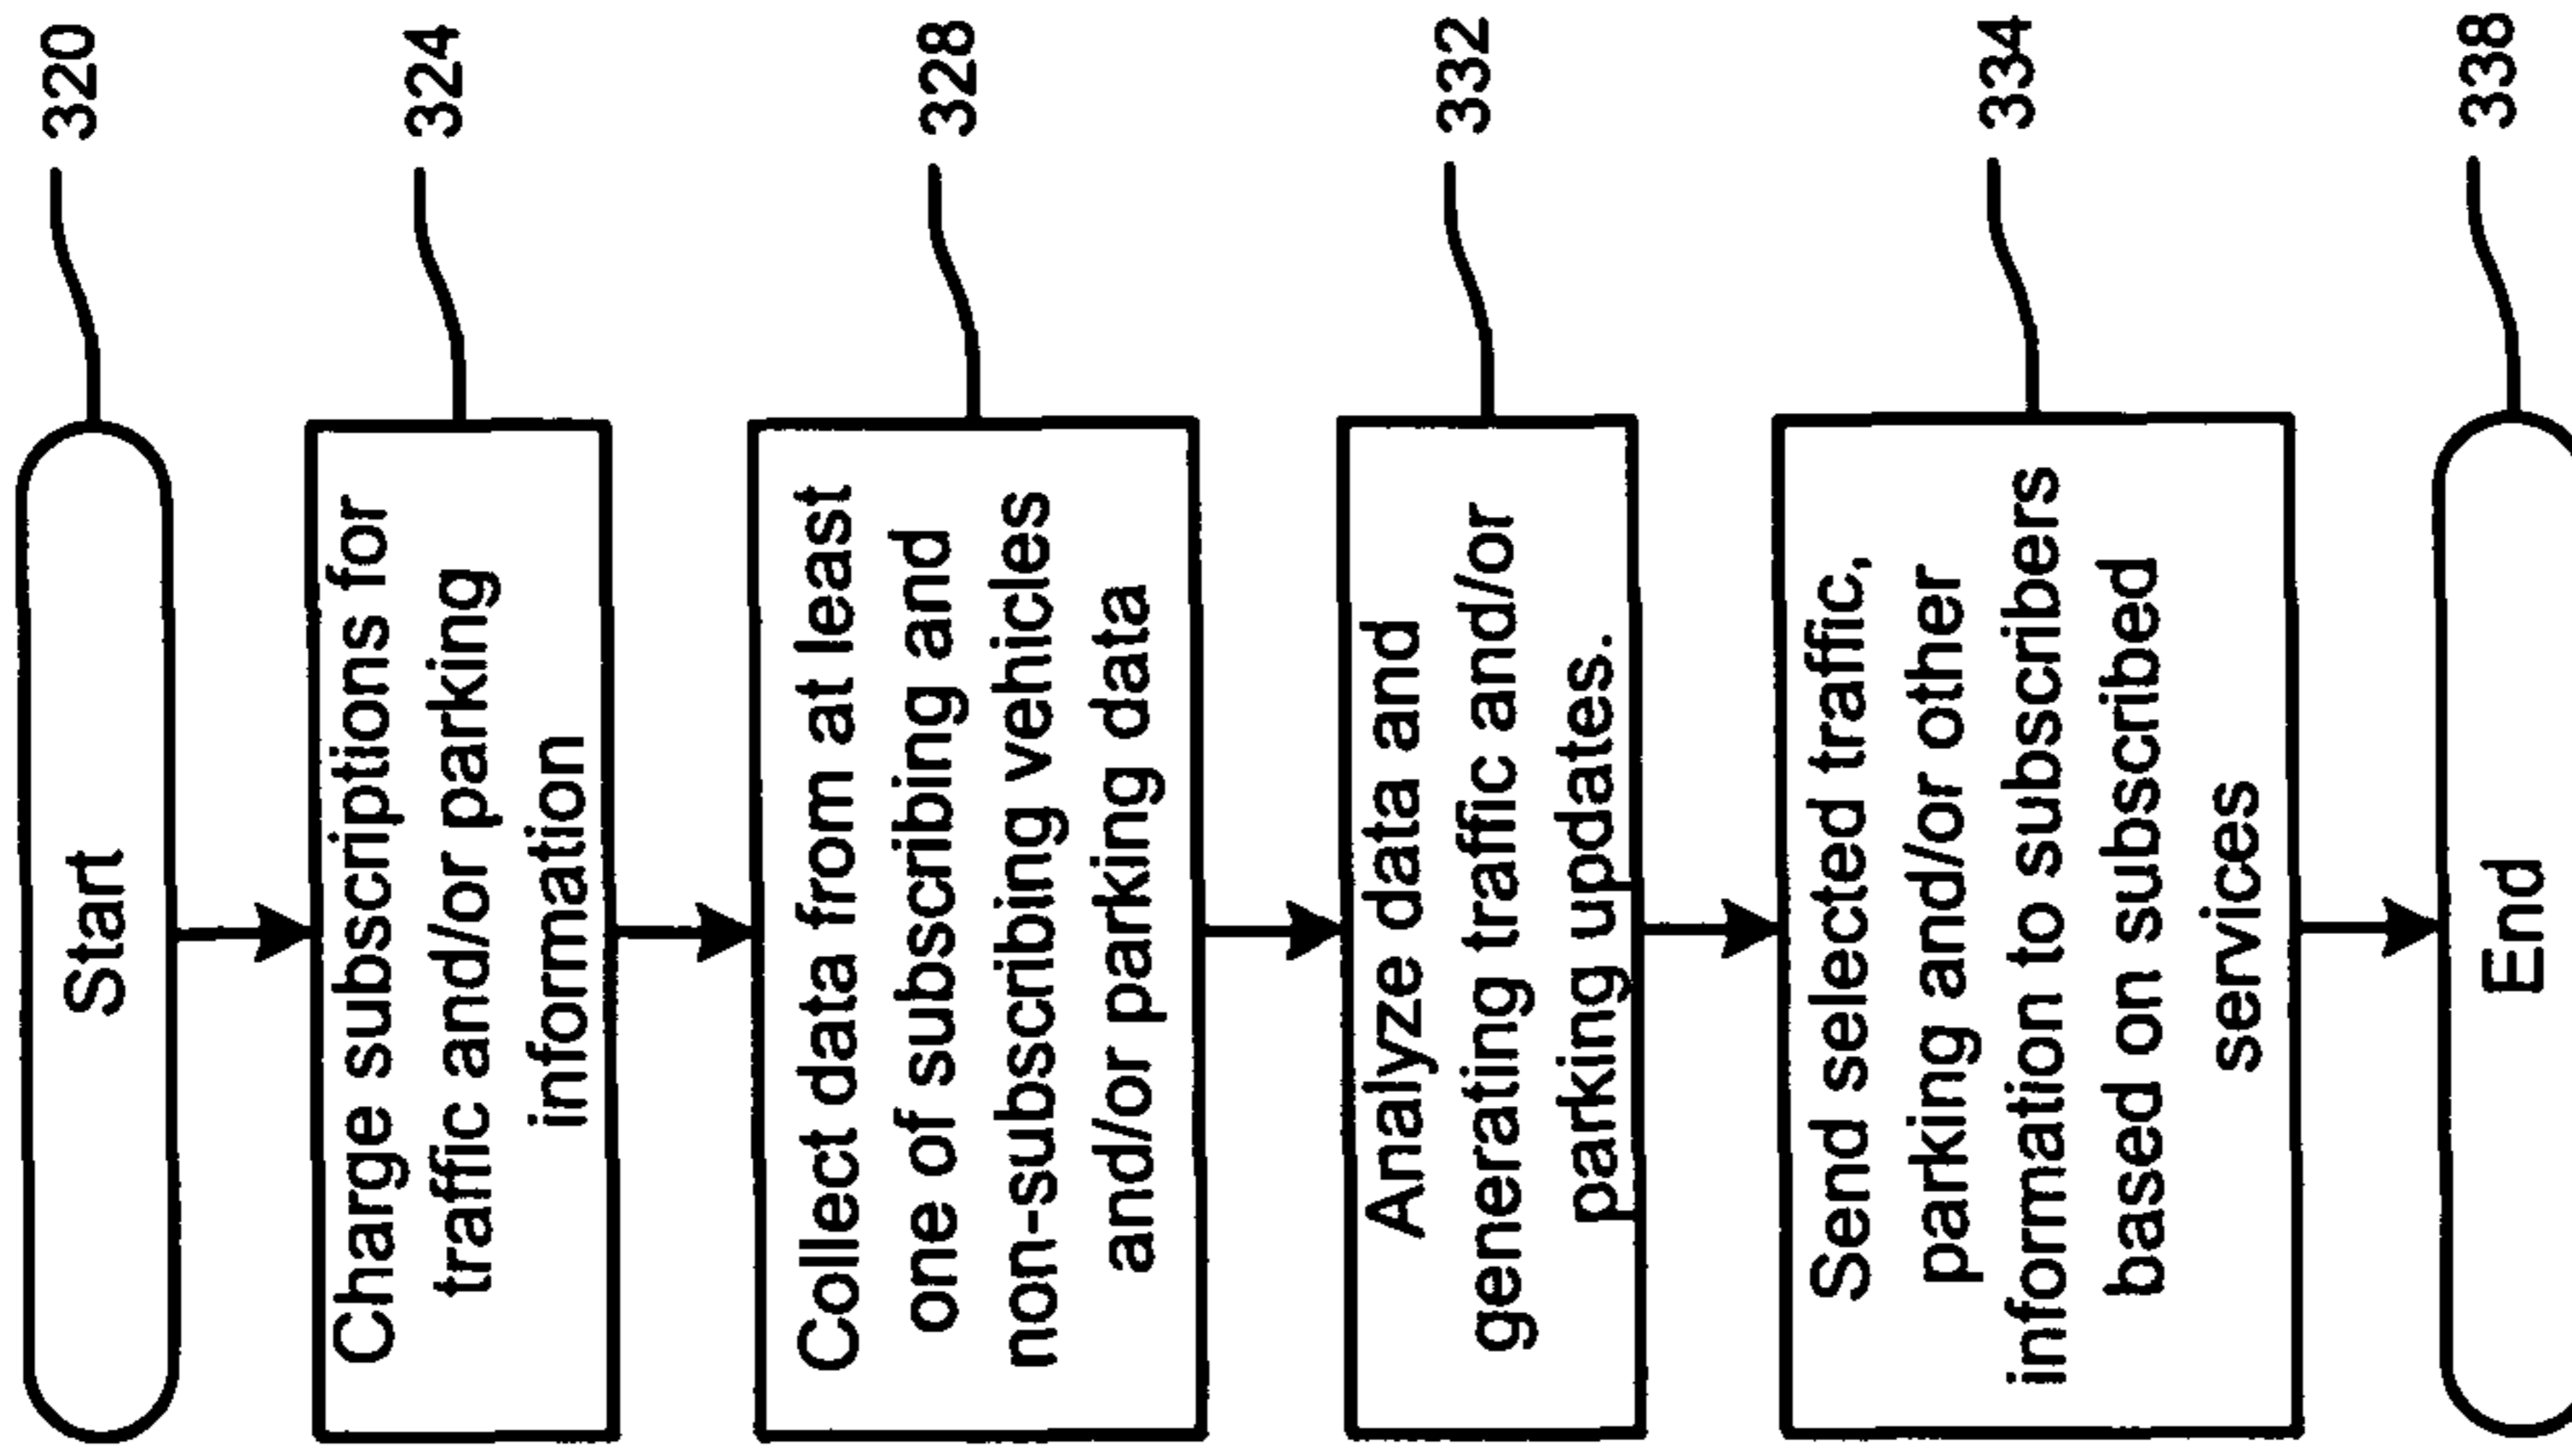 Start
320
Charge subscriptions for
traffic and/or parking
information
324
Collect data from at least
one of subscribing and
non-subscribing vehicles
and/or parking data
328
Analyze data and
generating traffic and/or
parking updates.
332
Send selected traffic,
parking and/or other
information to subscribers
based on subscribed
services
334
End
338